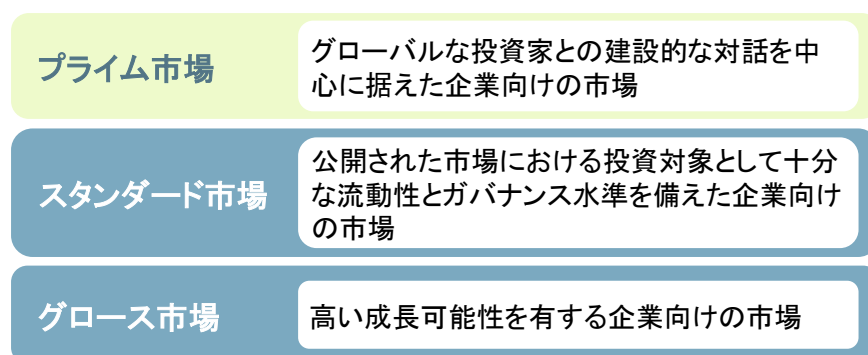 プライム市場
グローバルな投資家との建設的な対話を中
心に据えた企業向けの市場
スタンダード市場
公開された市場における投資対象として十分
な流動性とガバナンス水準を備えた企業向け
の市場
グロース市場
高い成長可能性を有する企業向けの市場